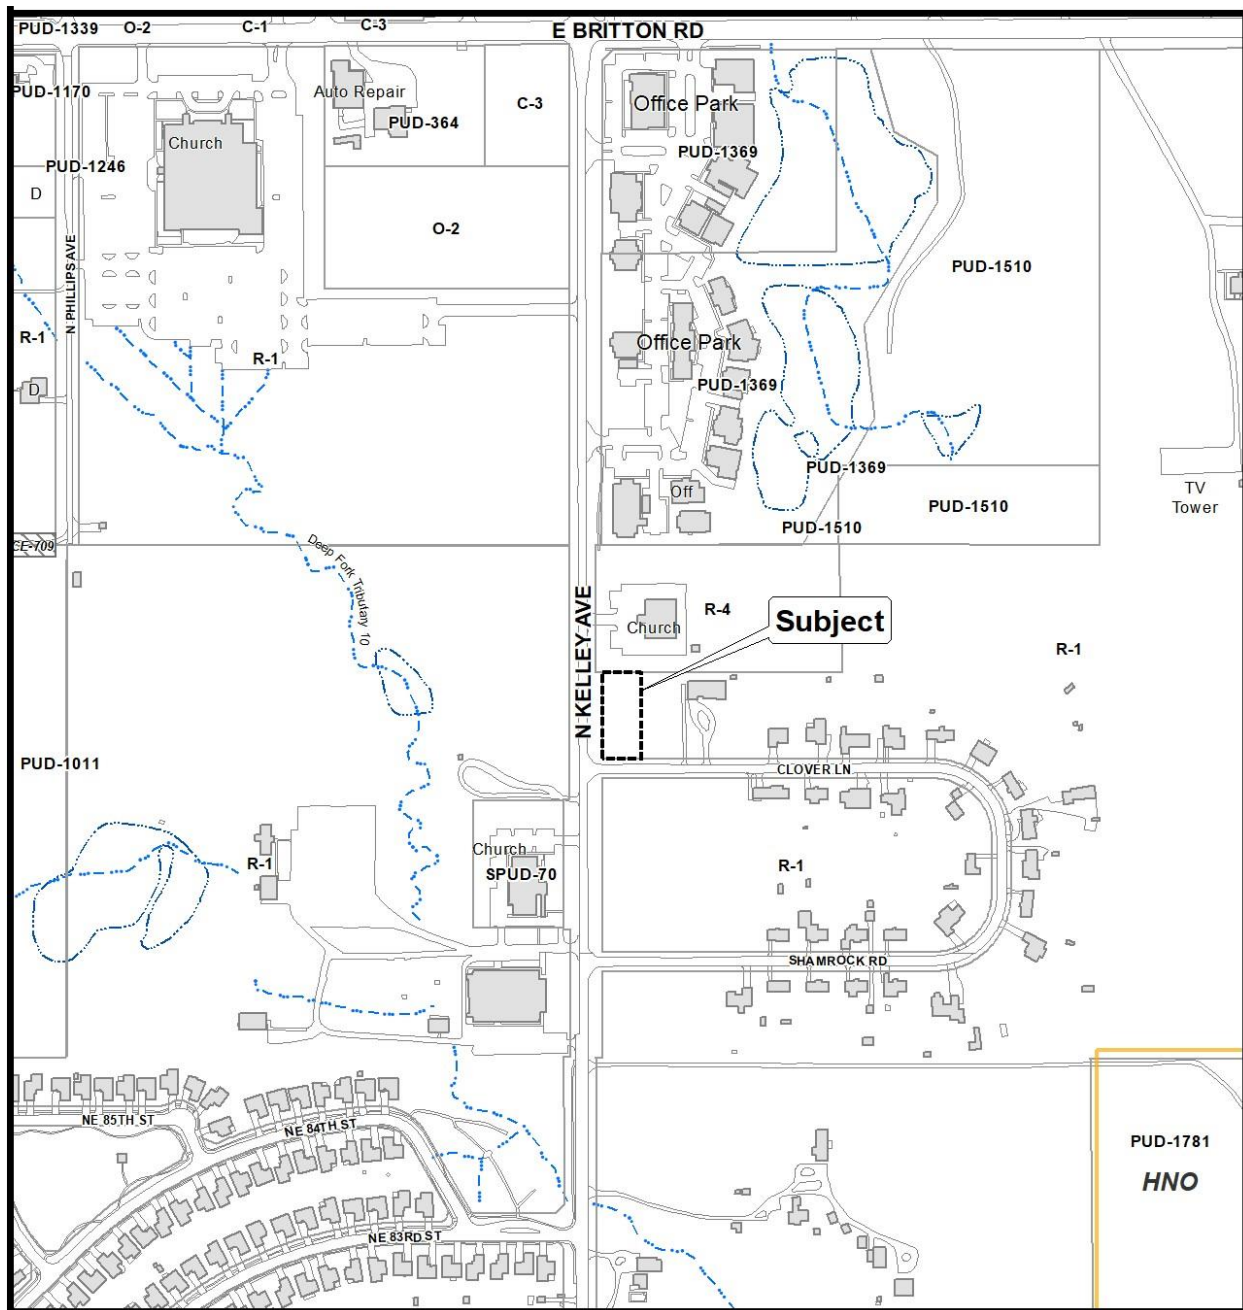 PUD-1339
O-2
C-1
C-3
E BRITTON RD
PUD-1170
Auto Repair
PUD-364
C-3
Office Park
Church
PUD-1369
PUD-1246
D
O-2
N PHILLIPS AVE
PUD-1510
R-1
Office Park
R-1
D
PUD-1369
PUD-1369
Off
TV
Tower
PUD-1510
PUD-1510
CE-709
Deep Fork Tributary 10
N KELLEY AVE
R-4
Church
Subject
R-1
PUD-1011
CLOVER LN
Church
R-1
SPUD-70
R-1
SHAMROCK RD
NE 85TH ST
NE 84TH ST
PUD-1781
HNO
NE 83RD ST